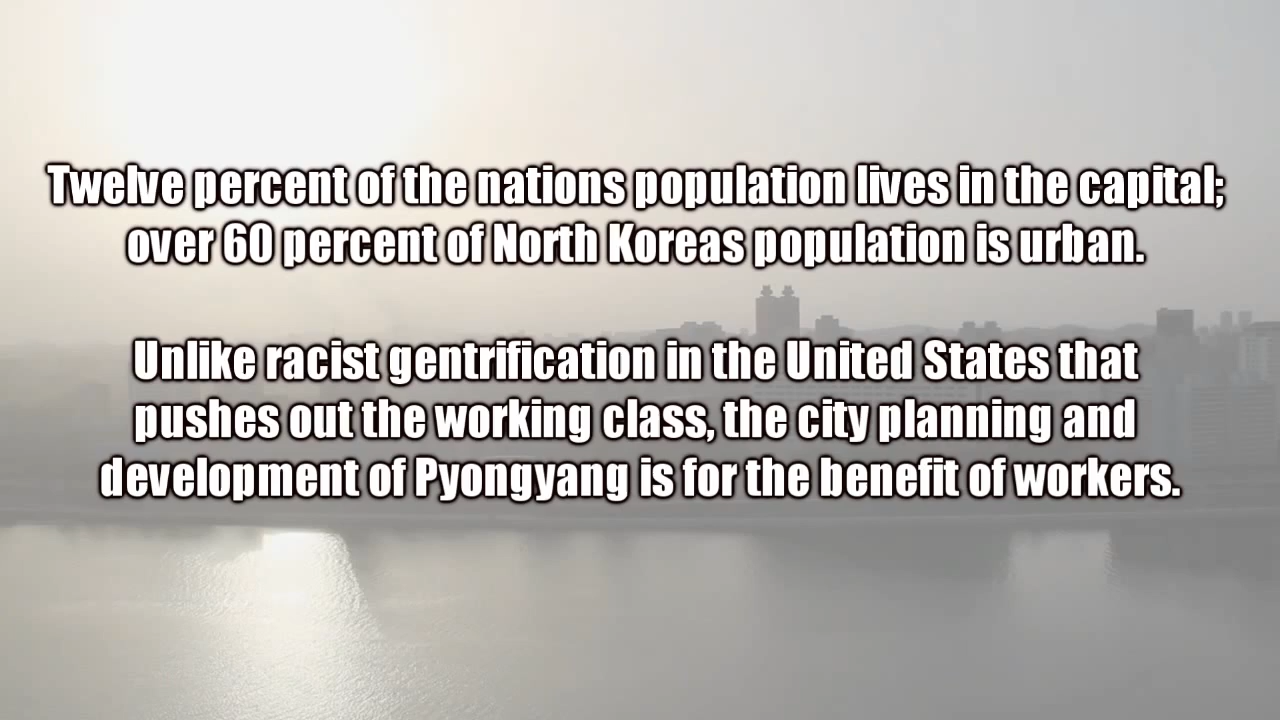 Twelve percent of the nations population lives in the capital;
over 60 percent of North Koreas population is urban.
Unlike racist gentrification in the United States that
pushes out the working class, the city planning and
development of Pyongyang is for the benefit of workers.